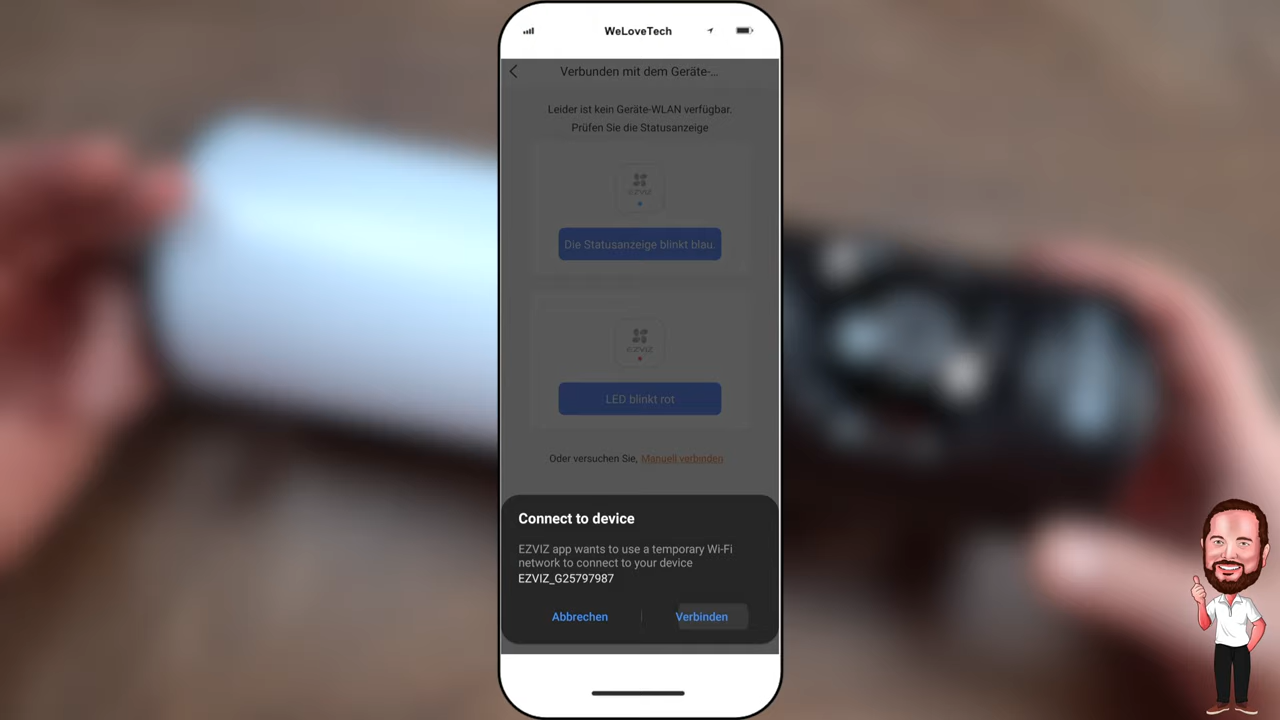 WeLoveTech
Verbunden mit dem Geräte-...
Leider ist kein Geräte-WLAN verfügbar.
Prüfen Sie die Statusanzeige
EZVIZ
Die Statusanzeige blinkt blau.
EZVIZ
LED blinkt rot
Oder versuchen Sie, Manuell verbinden
Connect to device
EZVIZ app wants to use a temporary Wi-Fi
network to connect to your device
EZVIZ_G25797987
Abbrechen
Verbinden